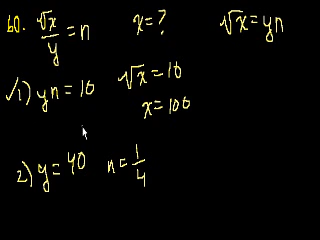 60. √x/y = n   x = ?   √x = yn
√1) yn = 10   √x = 10
x = 100
2) y = 40   n = 1/4